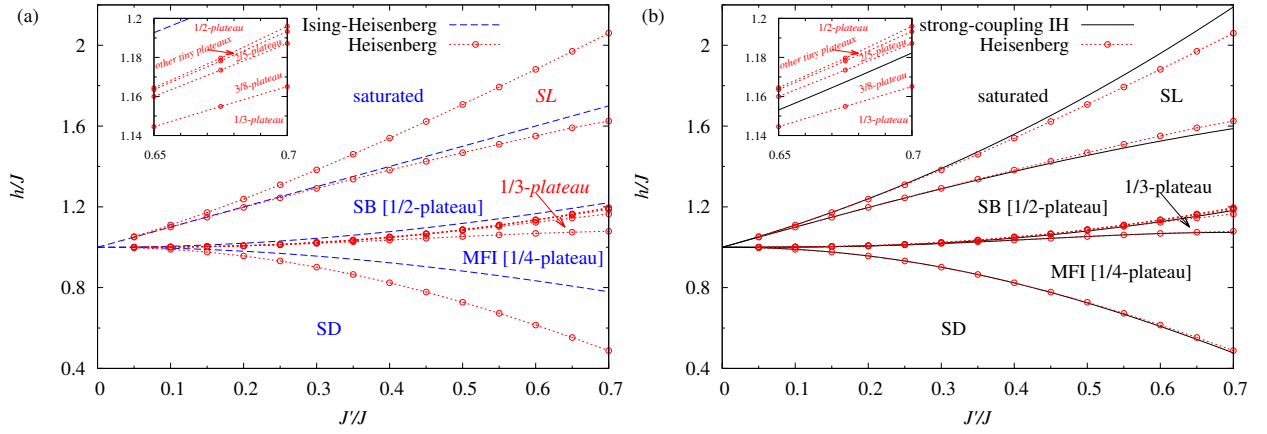 (a)
h/J
2
1.6
1.2
0.8
0.4
0
0.1
0.2
0.3
0.4
0.5
0.6
0.7
J'/J
Ising-Heisenberg
Heisenberg
saturated
SL
1/3-plateau
SB [1/2-plateau]
MFI [1/4-plateau]
SD
1.2
1.18
1.16
1.14
0.65
0.7
1/2-plateau
other tiny plateaux
2/5-plateau
3/8-plateau
1/3-plateau
(b)
h/J
2
1.6
1.2
0.8
0.4
0
0.1
0.2
0.3
0.4
0.5
0.6
0.7
J'/J
strong-coupling IH
Heisenberg
saturated
SL
1/3-plateau
SB [1/2-plateau]
MFI [1/4-plateau]
SD
1.2
1.18
1.16
1.14
0.65
0.7
1/2-plateau
other tiny plateaux
2/5-plateau
3/8-plateau
1/3-plateau